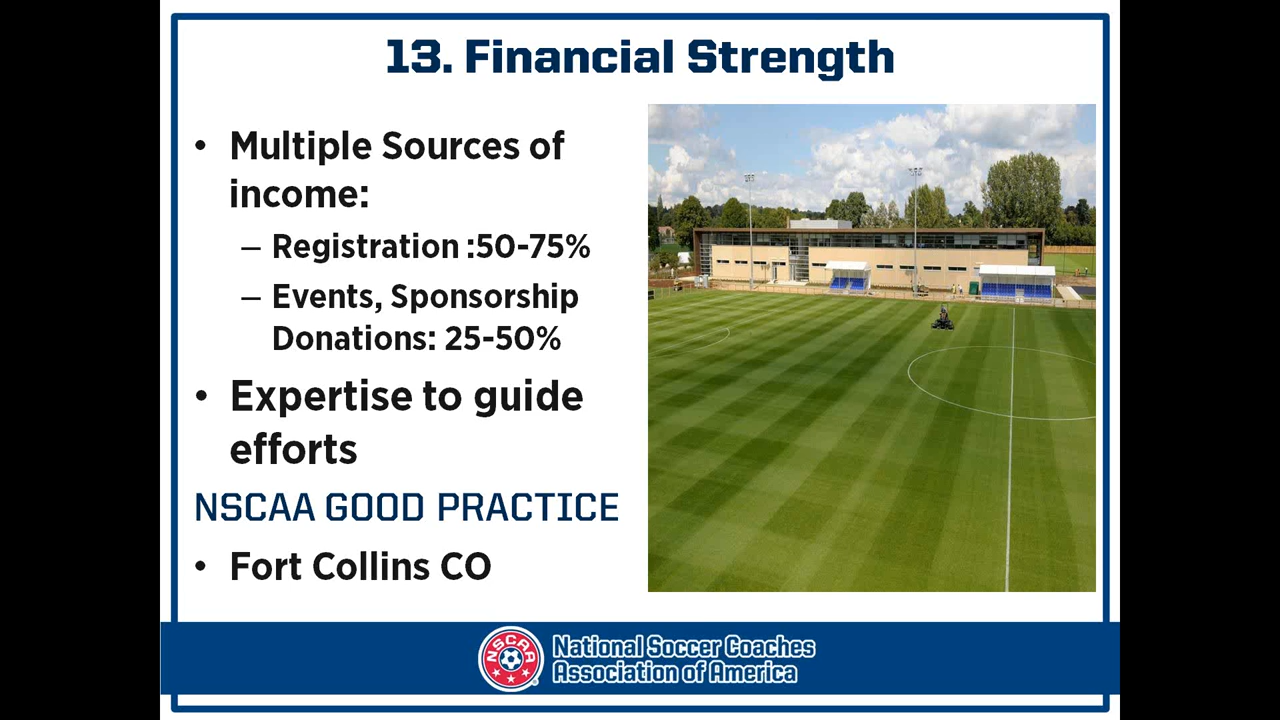 13. Financial Strength
• Multiple Sources of
income:
– Registration :50-75%
– Events, Sponsorship
Donations: 25-50%
• Expertise to guide
efforts
NSCAA GOOD PRACTICE
• Fort Collins CO
NSCAA
National Soccer Coaches
Association of America